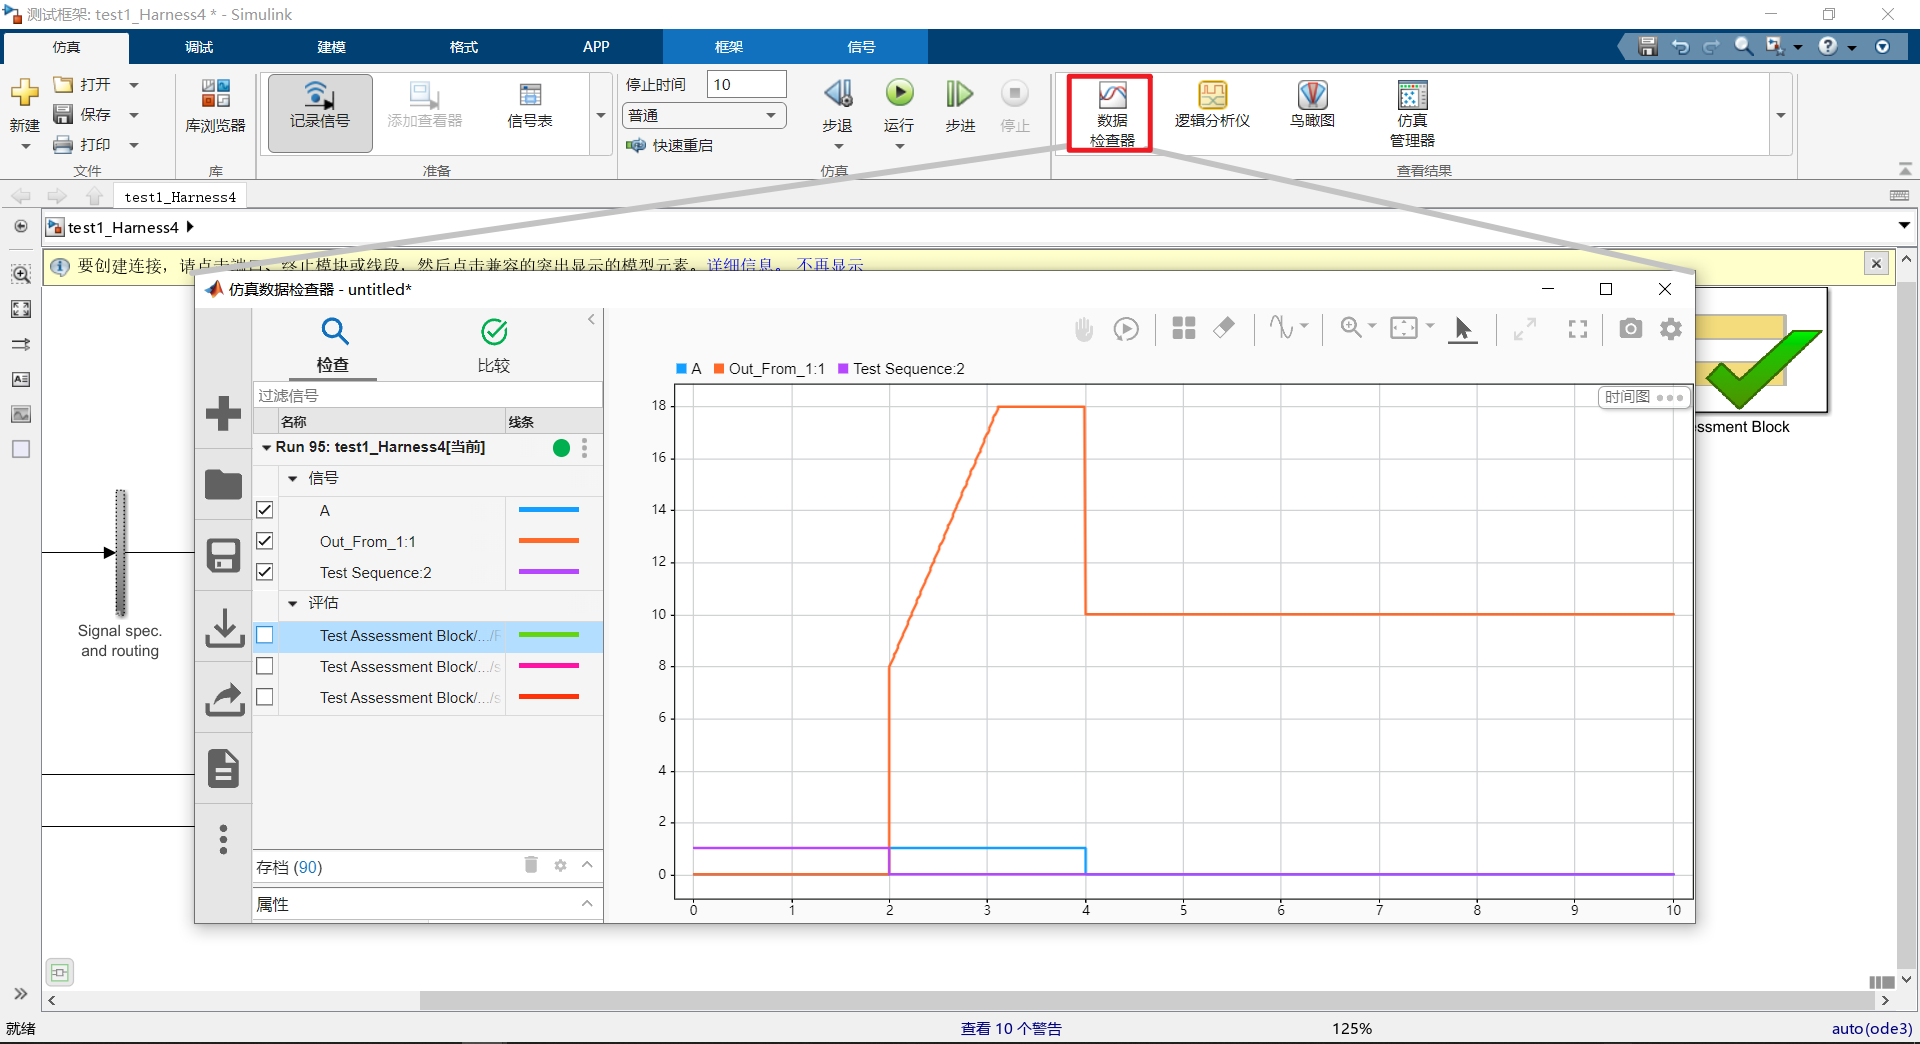 测试框架: test1_Harness4 * - Simulink
仿真 调试 建模 格式 APP 框架 信号
新建
打开
保存
打印
文件
库浏览器
库
记录信号
添加查看器
信号表
准备
停止时间 10
普通
快速重启
步退
运行
步进
停止
仿真
数据
检查器
逻辑分析仪
鸟瞰图
仿真
管理器
查看结果
test1_Harness4
test1_Harness4
要创建连接，请点击端口、终止模块或线段，然后点击兼容的突出显示的模型元素。详细信息。 不再显示
仿真数据检查器 - untitled*
检查 比较
过滤信号
名称 线条
Run 95: test1_Harness4[当前]
信号
A
Out_From_1:1
Test Sequence:2
评估
Test Assessment Block/.../F
Test Assessment Block/.../s
Test Assessment Block/.../s
存档 (90)
属性
A Out_From_1:1 Test Sequence:2
时间图
18
16
14
12
10
8
6
4
2
0
0 1 2 3 4 5 6 7 8 9 10
ssment Block
Signal spec.
and routing
就绪 查看 10 个警告 125% auto(ode3)